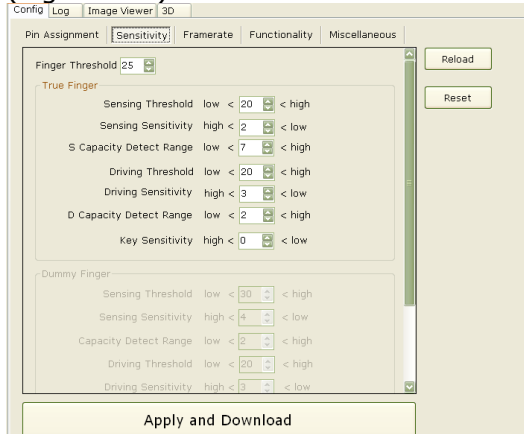 Config Log Image Viewer 3D
Pin Assignment Sensitivity Framerate Functionality Miscellaneous
Finger Threshold 25
Reload
True Finger
Reset
Sensing Threshold low < 20 < high
Sensing Sensitivity high < 2 < low
S Capacity Detect Range low < 7 < high
Driving Threshold low < 20 < high
Driving Sensitivity high < 3 < low
D Capacity Detect Range low < 2 < high
Key Sensitivity high < 0 < low
Dummy Finger
Sensing Threshold low < 30 < high
Sensing Sensitivity high < 4 < low
Capacity Detect Range low < 2 < high
Driving Threshold low < 20 < high
Driving Sensitivity high < 3 < low
Apply and Download